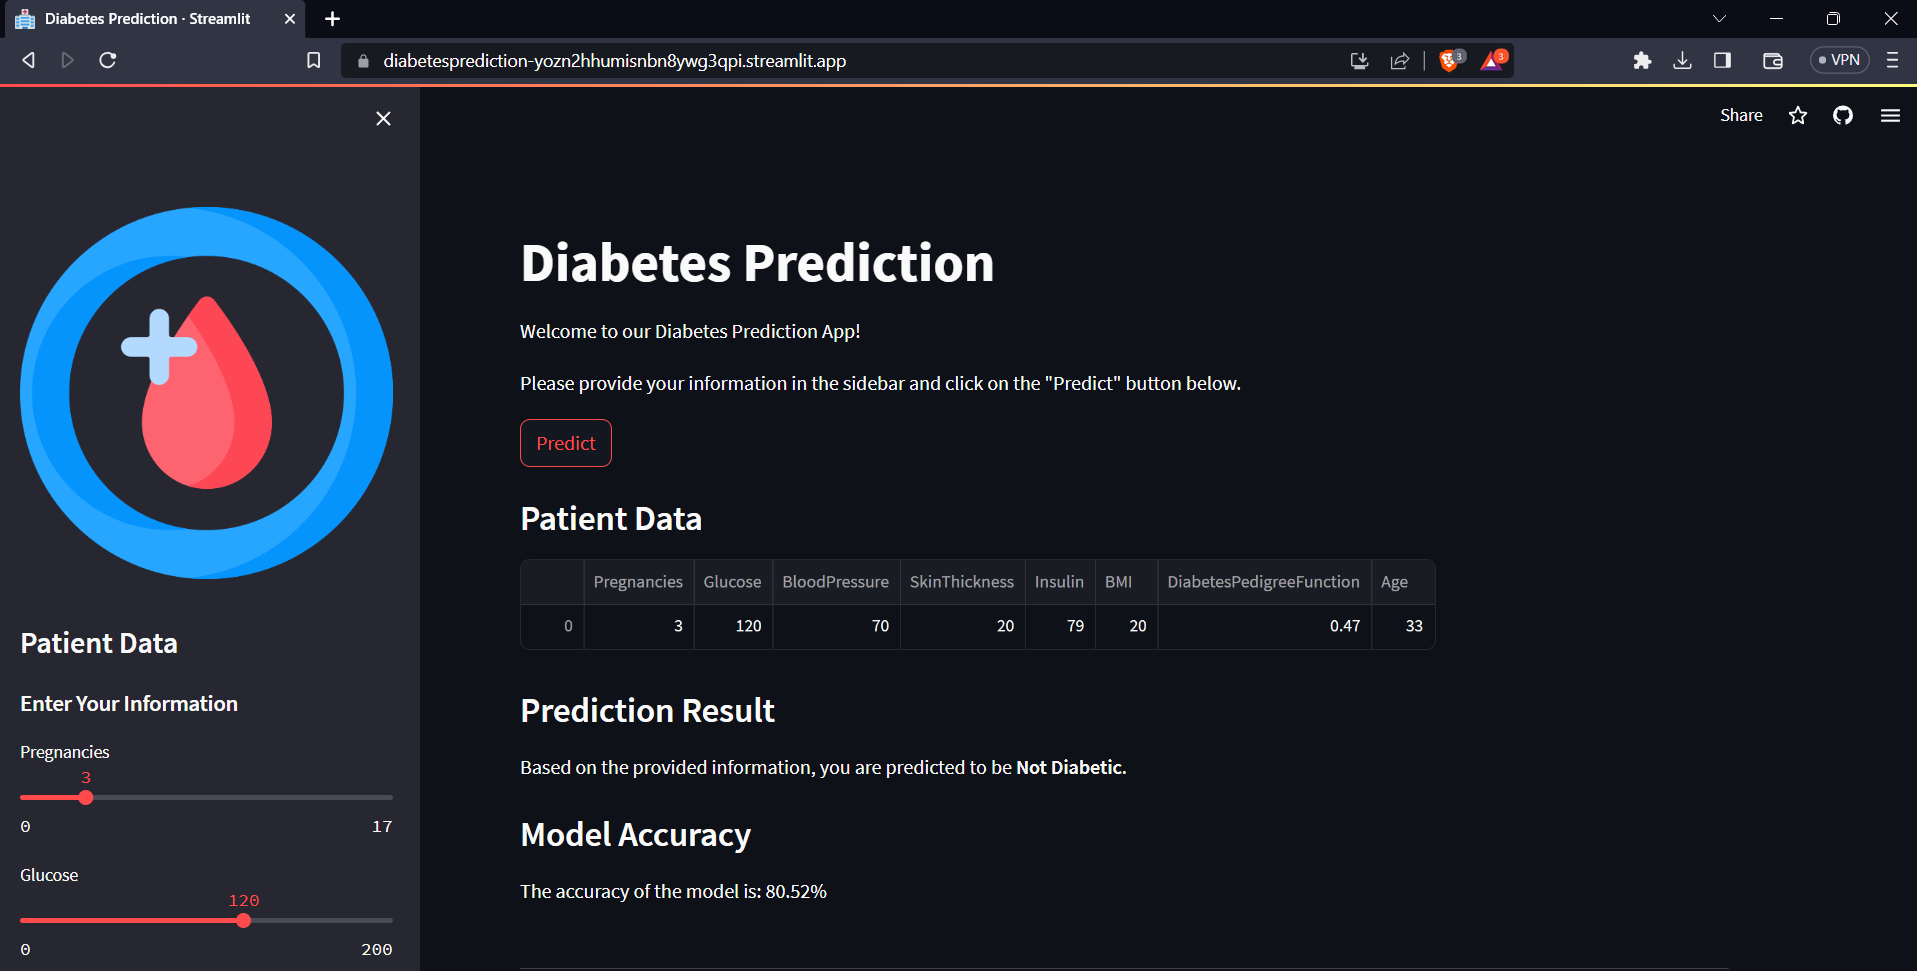 Diabetes Prediction · Streamlit
diabetesprediction-yozn2hhumisnbn8ywg3qpi.streamlit.app
3
3
VPN
Share
Patient Data
Enter Your Information
Pregnancies
3
0 17
Glucose
120
0 200
Diabetes Prediction
Welcome to our Diabetes Prediction App!
Please provide your information in the sidebar and click on the "Predict" button below.
Predict
Patient Data
Pregnancies Glucose BloodPressure SkinThickness Insulin BMI DiabetesPedigreeFunction Age
0 3 120 70 20 79 20 0.47 33
Prediction Result
Based on the provided information, you are predicted to be Not Diabetic.
Model Accuracy
The accuracy of the model is: 80.52%